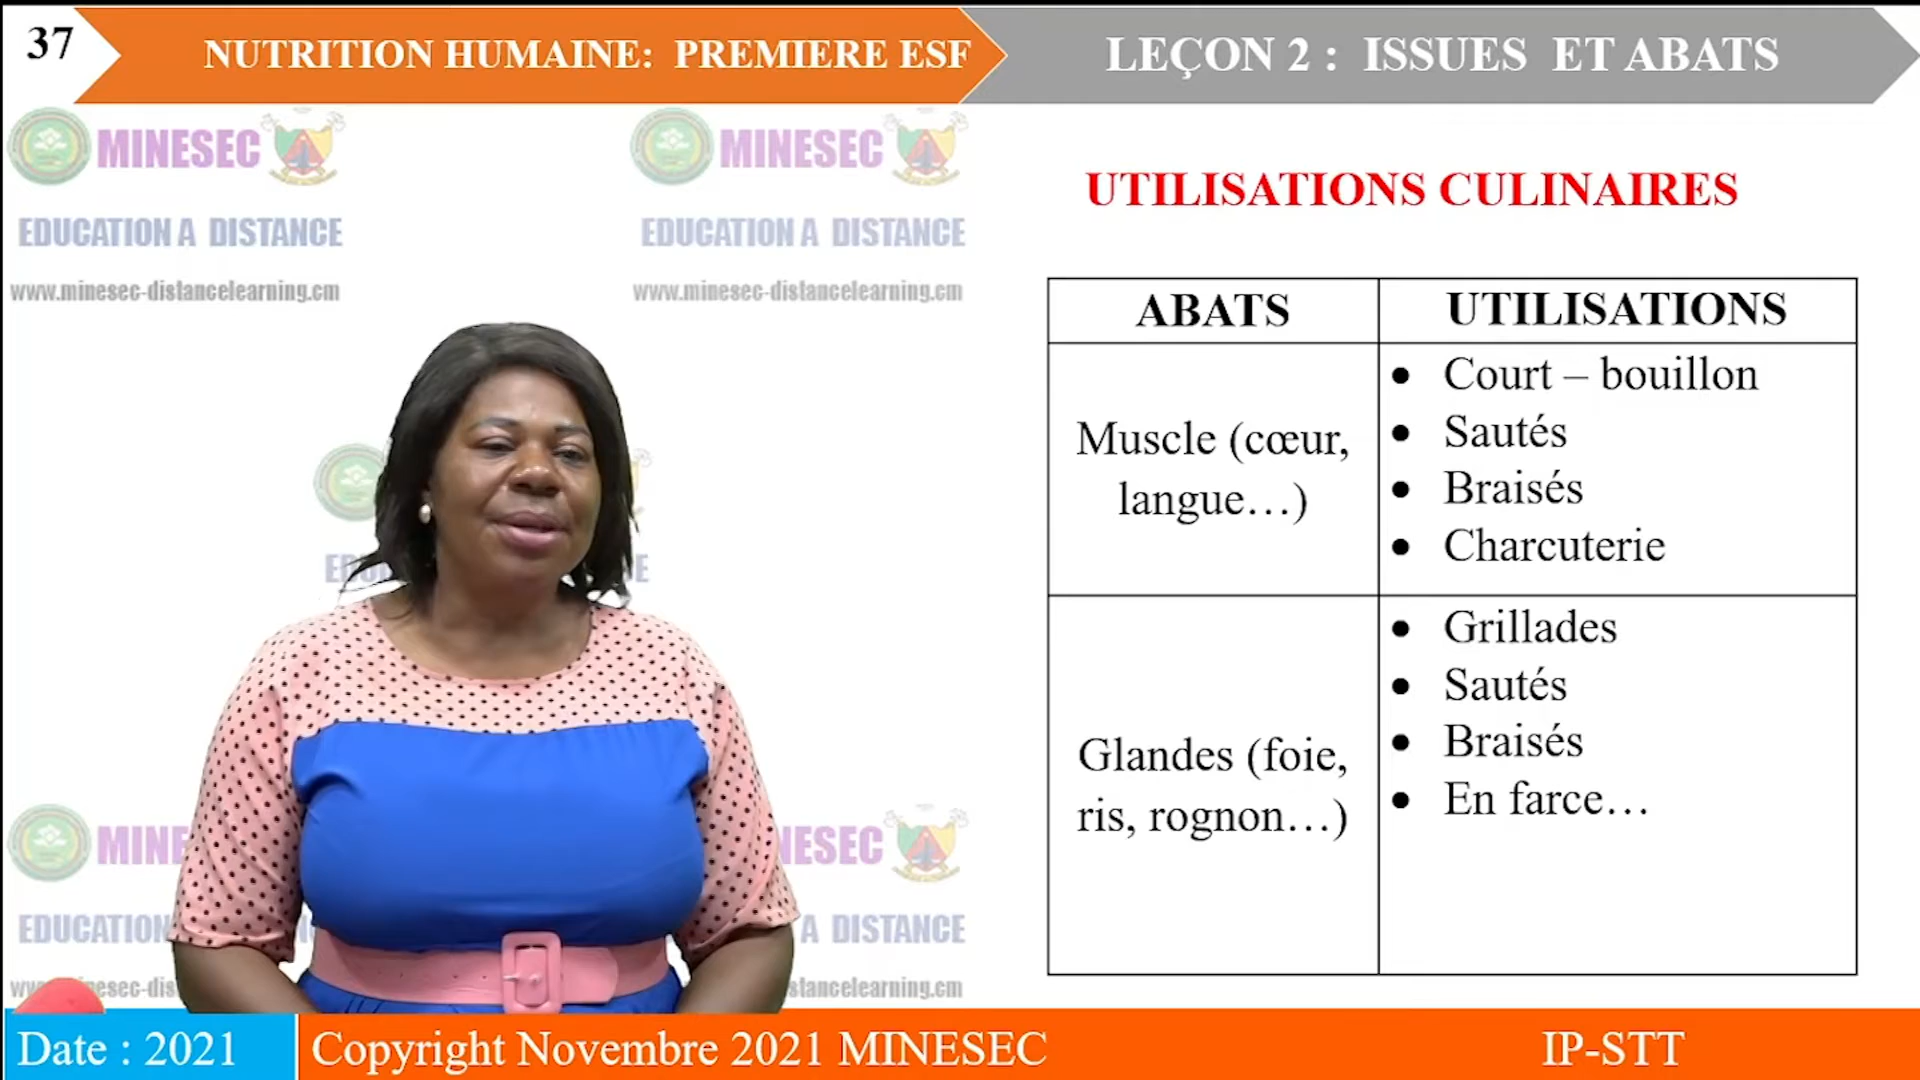 37
NUTRITION HUMAINE: PREMIERE ESF
LEÇON 2 : ISSUES ET ABATS
MINESEC
MINESEC
EDUCATION A DISTANCE
EDUCATION A DISTANCE
www.minesec-distancelearning.cm
www.minesec-distancelearning.cm
UTILISATIONS CULINAIRES
ABATS
UTILISATIONS
Muscle (cœur,
langue…)
• Court – bouillon
• Sautés
• Braisés
• Charcuterie
Glandes (foie,
ris, rognon…)
• Grillades
• Sautés
• Braisés
• En farce…
MINE
NESEC
EDUCATION
A DISTANCE
stancelearning.cm
Date : 2021
Copyright Novembre 2021 MINESEC
IP-STT